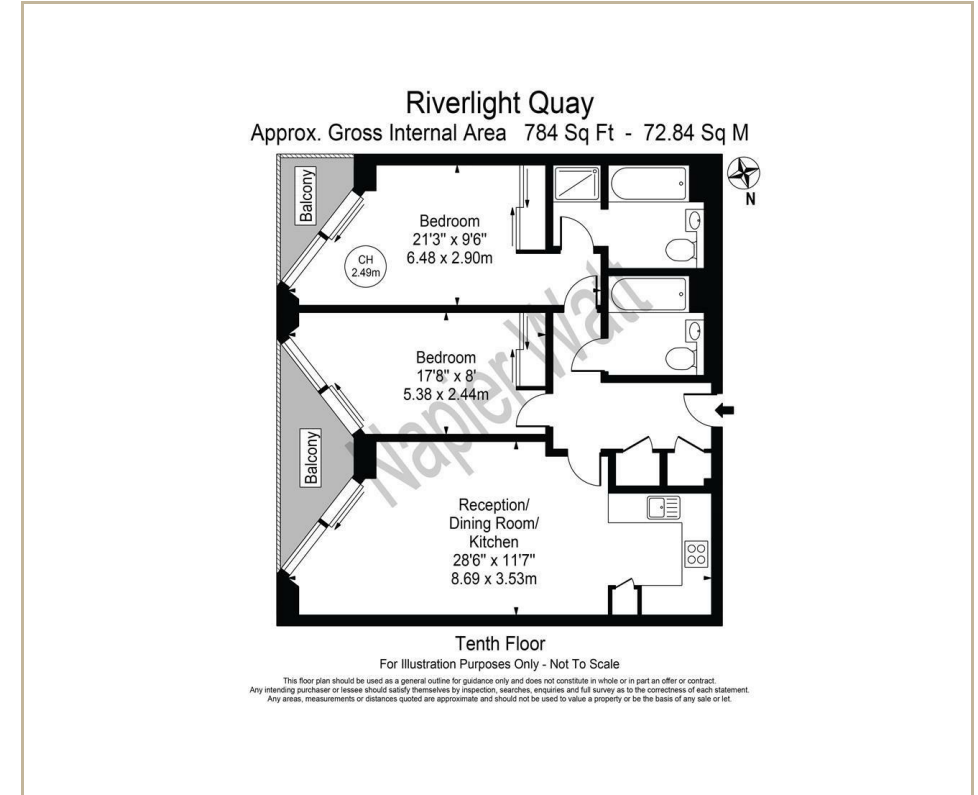 Riverlight Quay
Approx. Gross Internal Area 784 Sq Ft - 72.84 Sq M
N
Balcony
Bedroom
21'3" x 9'6"
6.48 x 2.90m
CH
2.49m
Bedroom
17'8" x 8'
5.38 x 2.44m
Balcony
Napier Watt
Reception/
Dining Room/
Kitchen
28'6" x 11'7"
8.69 x 3.53m
Tenth Floor
For Illustration Purposes Only - Not To Scale
This floor plan should be used as a general outline for guidance only and does not constitute in whole or in part an offer or contract.
Any intending purchaser or lessee should satisfy themselves by inspection, searches, enquiries and full survey as to the correctness of each statement.
Any areas, measurements or distances quoted are approximate and should not be used to value a property or be the basis of any sale or let.